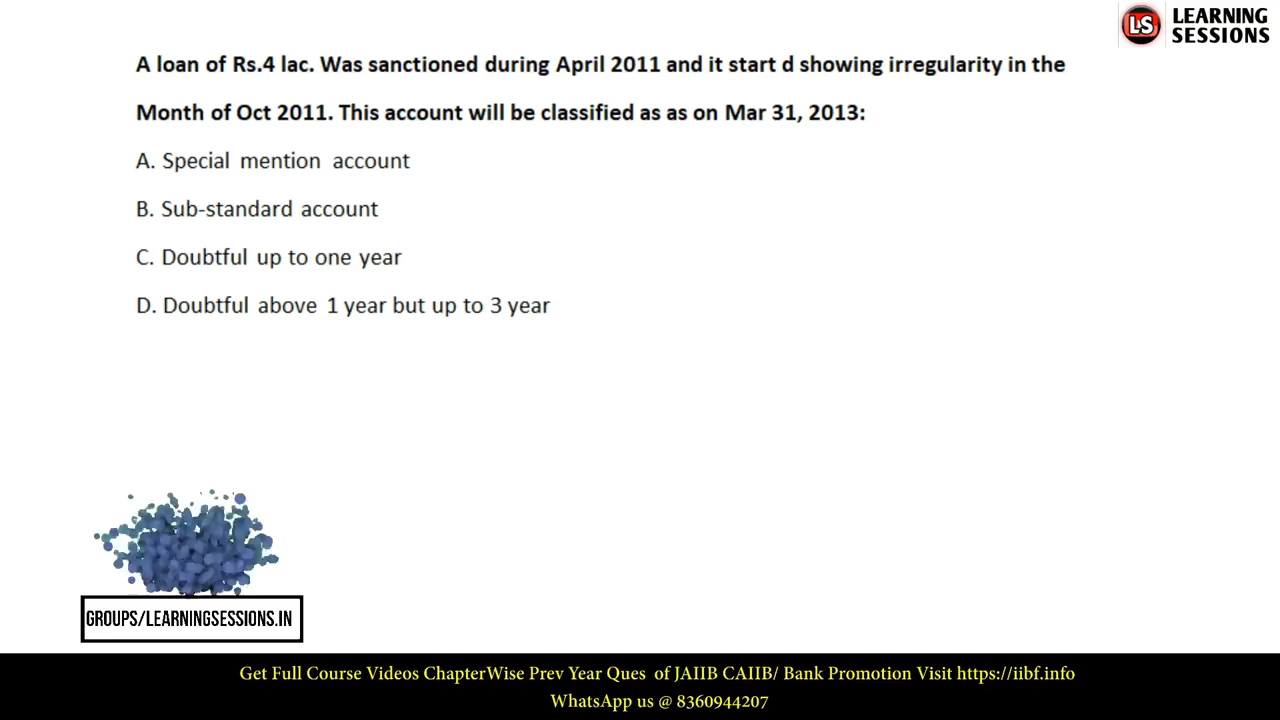 LS LEARNING
SESSIONS
A loan of Rs.4 lac. Was sanctioned during April 2011 and it start d showing irregularity in the
Month of Oct 2011. This account will be classified as as on Mar 31, 2013:
A. Special mention account
B. Sub-standard account
C. Doubtful up to one year
D. Doubtful above 1 year but up to 3 year
GROUPS/LEARNINGSESSIONS.IN
Get Full Course Videos ChapterWise Prev Year Ques of JAIIB CAIIB/ Bank Promotion Visit https://iibf.info
WhatsApp us @ 8360944207